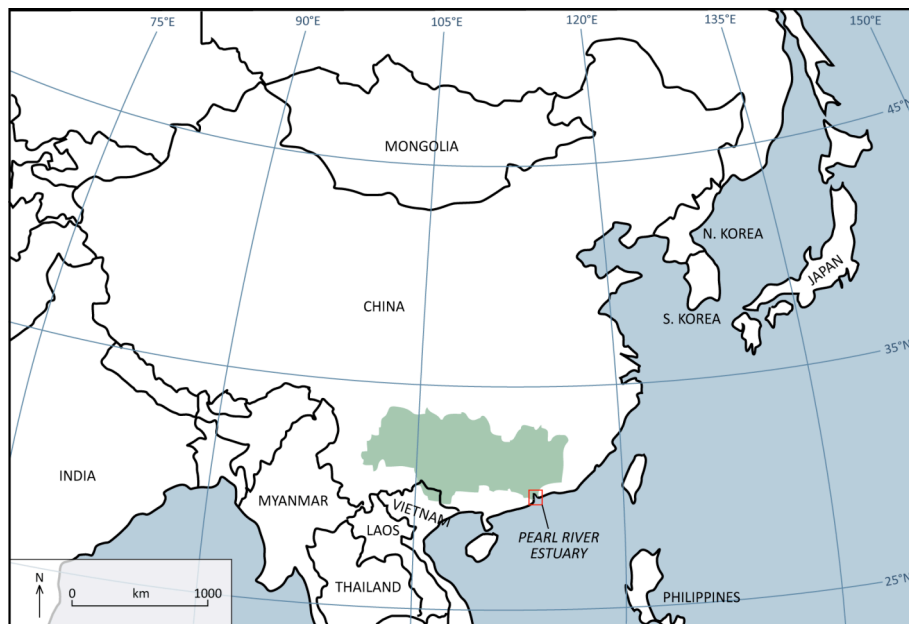 75°E
90°E
105°E
120°E
135°E
150°E
45°N
MONGOLIA
N. KOREA
JAPAN
CHINA
S. KOREA
35°N
INDIA
MYANMAR
VIETNAM
LAOS
PEARL RIVER
ESTUARY
THAILAND
PHILIPPINES
25°N
N
0 km 1000